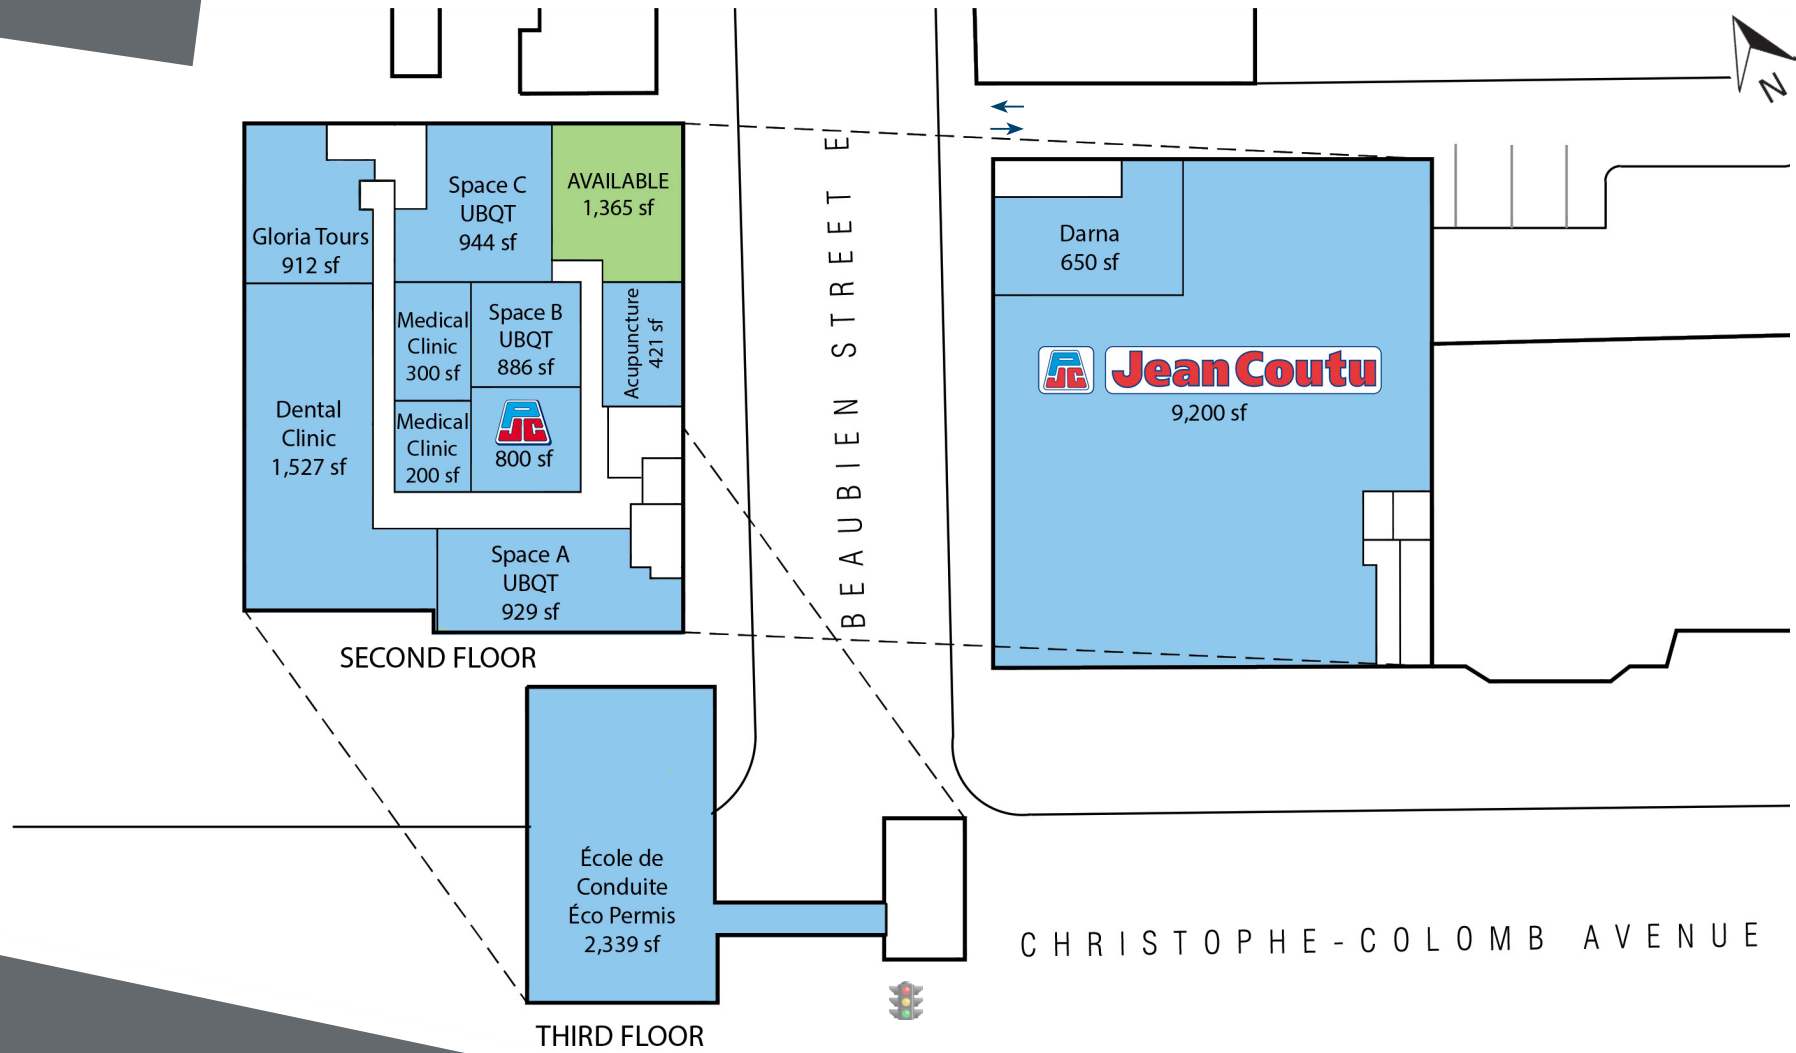 N
Gloria Tours
912 sf
Space C
UBQT
944 sf
AVAILABLE
1,365 sf
Medical
Clinic
300 sf
Space B
UBQT
886 sf
Acupuncture
421 sf
Dental
Clinic
1,527 sf
Medical
Clinic
200 sf
PJC
800 sf
Space A
UBQT
929 sf
SECOND FLOOR
BEAUBIEN STREET E
Darna
650 sf
PJC Jean Coutu
9,200 sf
École de
Conduite
Éco Permis
2,339 sf
THIRD FLOOR
CHRISTOPHE-COLOMB AVENUE